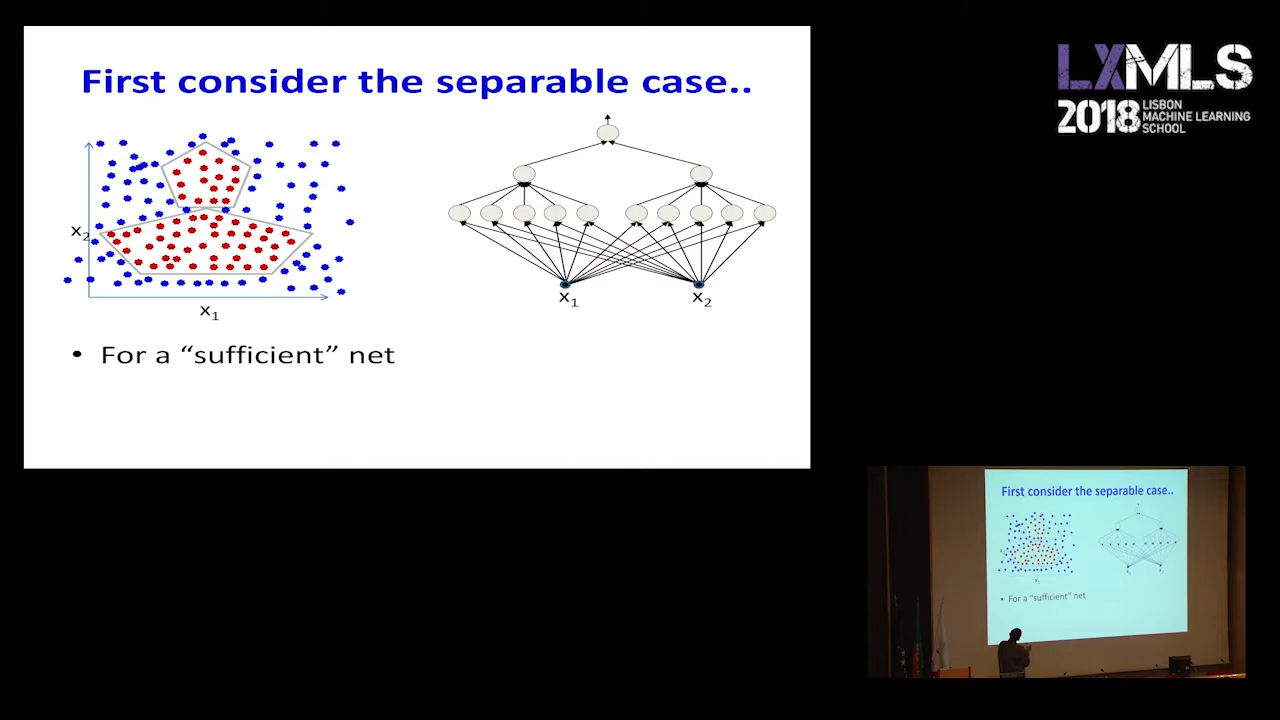 First consider the separable case..
x2
x1
x1
x2
• For a “sufficient” net
LXMLS
2018 LISBON
MACHINE LEARNING
SCHOOL
First consider the separable case..
• For a “sufficient” net